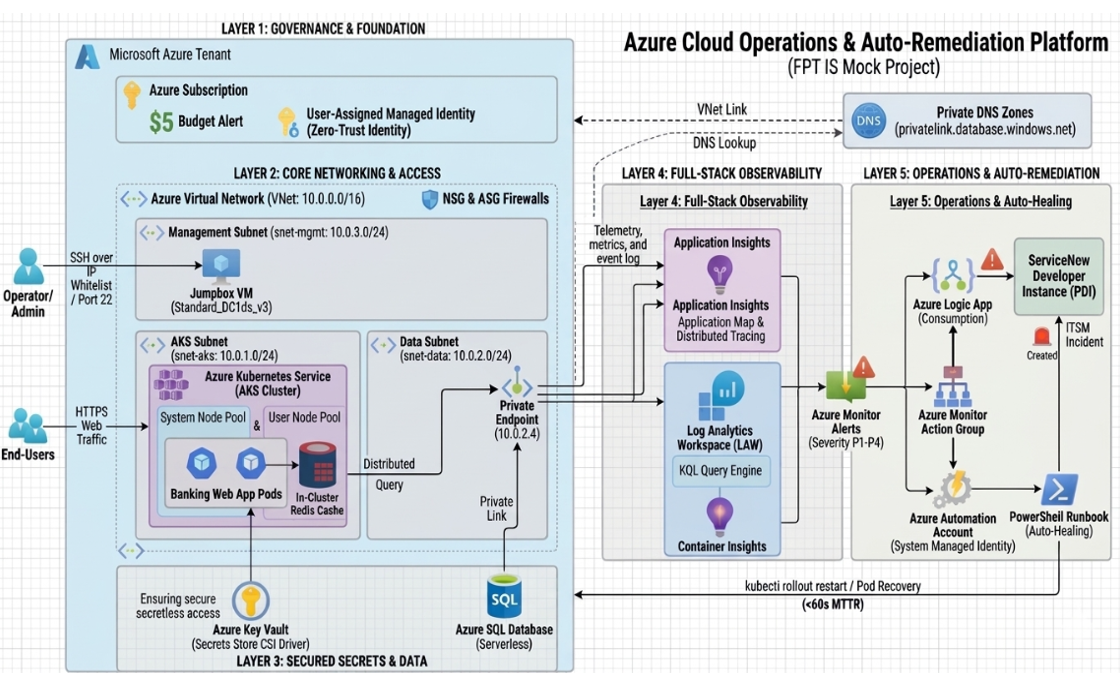 LAYER 1: GOVERNANCE & FOUNDATION
Microsoft Azure Tenant
Azure Subscription
$5 Budget Alert
User-Assigned Managed Identity
(Zero-Trust Identity)
Azure Cloud Operations & Auto-Remediation Platform
(FPT IS Mock Project)
VNet Link
DNS
Private DNS Zones
(privatelink.database.windows.net)
DNS Lookup
LAYER 2: CORE NETWORKING & ACCESS
Azure Virtual Network (VNet: 10.0.0.0/16)
NSG & ASG Firewalls
Management Subnet (snet-mgmt: 10.0.3.0/24)
Operator/
Admin
SSH over
IP
Whitelist
/ Port 22
Jumpbox VM
(Standard_DC1ds_v3)
AKS Subnet
(snet-aks: 10.0.1.0/24)
Data Subnet
(snet-data: 10.0.2.0/24)
Azure Kubernetes Service
(AKS Cluster)
System Node Pool
&
User Node Pool
Banking Web App Pods
In-Cluster
Redis Cashe
End-Users
HTTPS
Web
Traffic
Distributed
Query
Private
Endpoint
(10.0.2.4)
Private
Link
Ensuring secure
secretless access
Azure Key Vault
(Secrets Store CSI Driver)
SQL
Azure SQL Database
(Serverless)
LAYER 3: SECURED SECRETS & DATA
Telemetry,
metrics, and
event log
LAYER 4: FULL-STACK OBSERVABILITY
Layer 4: Full-Stack Observability
Application Insights
Application Insights
Application Map &
Distributed Tracing
Log Analytics
Workspace (LAW)
KQL Query Engine
Container Insights
Azure Monitor
Alerts
(Severity P1-P4)
LAYER 5: OPERATIONS & AUTO-REMEDIATION
Layer 5: Operations & Auto-Healing
Azure Logic App
(Consumption)
ServiceNew
Developer
Instance (PDI)
Created
ITSM
Incident
Azure Monitor
Action Group
Azure Automation
Account
(System Managed Identity)
PowerSheil Runbook
(Auto-Healing)
kubecti rollout restart / Pod Recovery
(<60s MTTR)